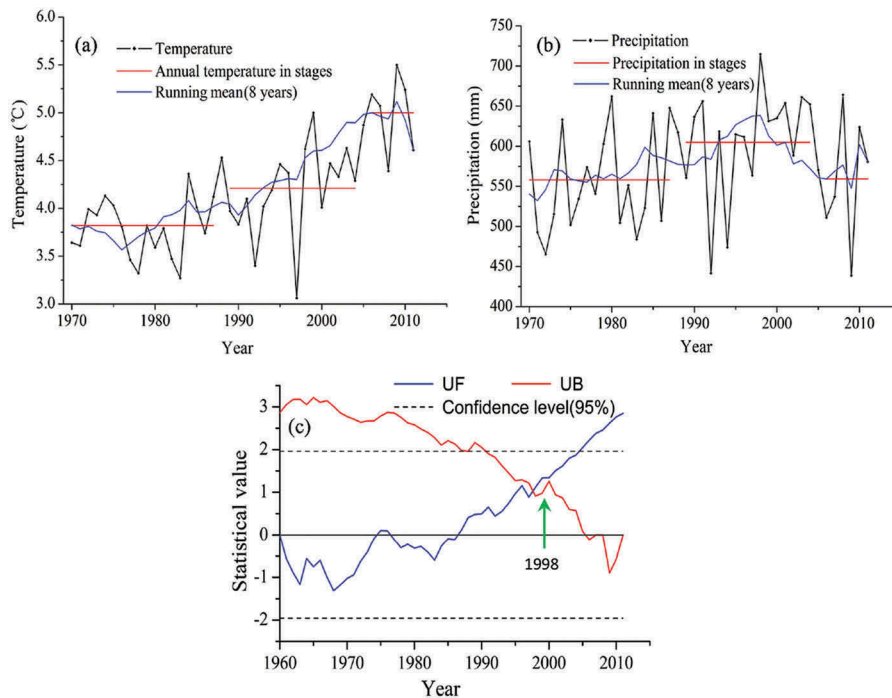 (a)
Temperature
Annual temperature in stages
Running mean(8 years)
Temperature (℃)
6.0
5.5
5.0
4.5
4.0
3.5
3.0
1970 1980 1990 2000 2010
Year
(b)
Precipitation
Precipitation in stages
Running mean(8 years)
Precipitation (mm)
750
700
650
600
550
500
450
400
1970 1980 1990 2000 2010
Year
(c)
UF UB
Confidence level(95%)
Statistical value
3
2
1
0
-1
-2
1998
1960 1970 1980 1990 2000 2010
Year